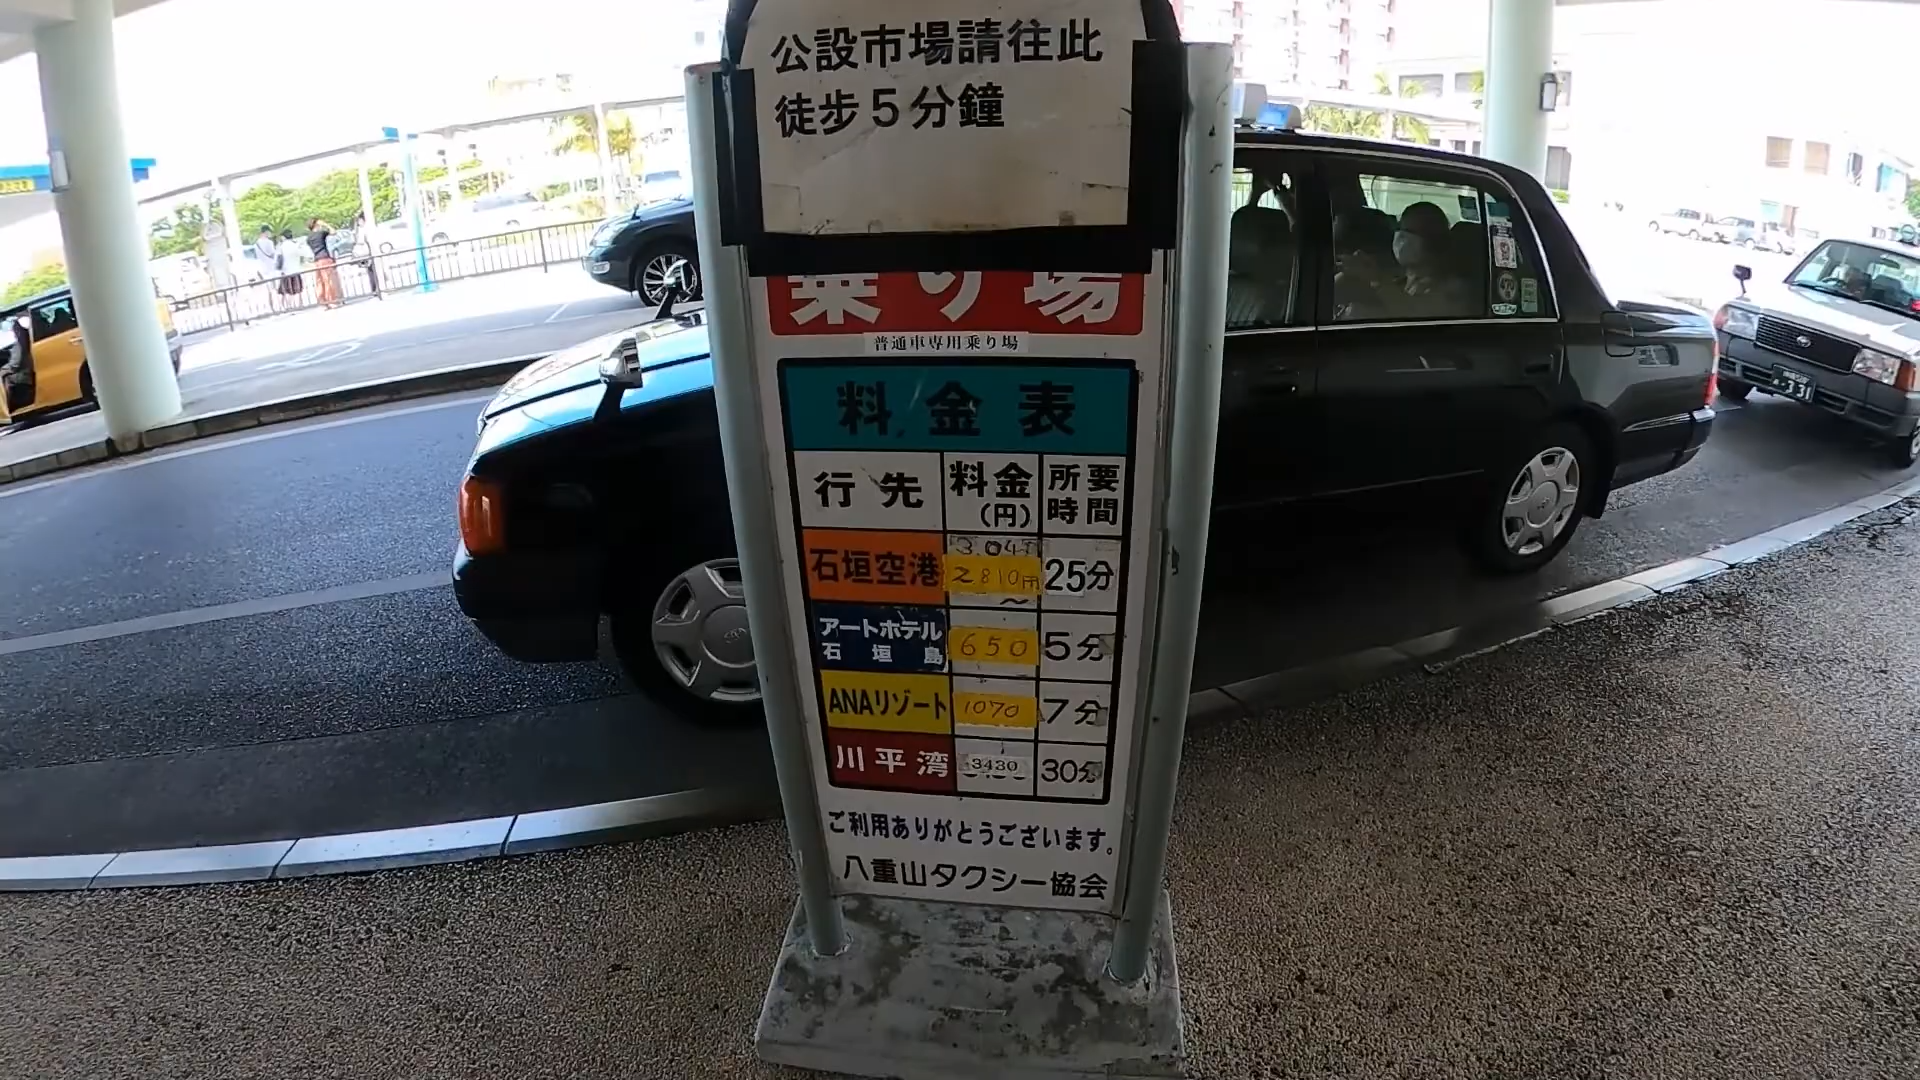 公設市場請往此
徒步5分鐘
乗り場
普通車専用乗り場
料金表
行先 料金(円) 所要時間
石垣空港 2810円～ 25分
アートホテル石垣島 650 5分
ANAリゾート 1070 7分
川平湾 3430 30分
ご利用ありがとうございます。
八重山タクシー協会
331